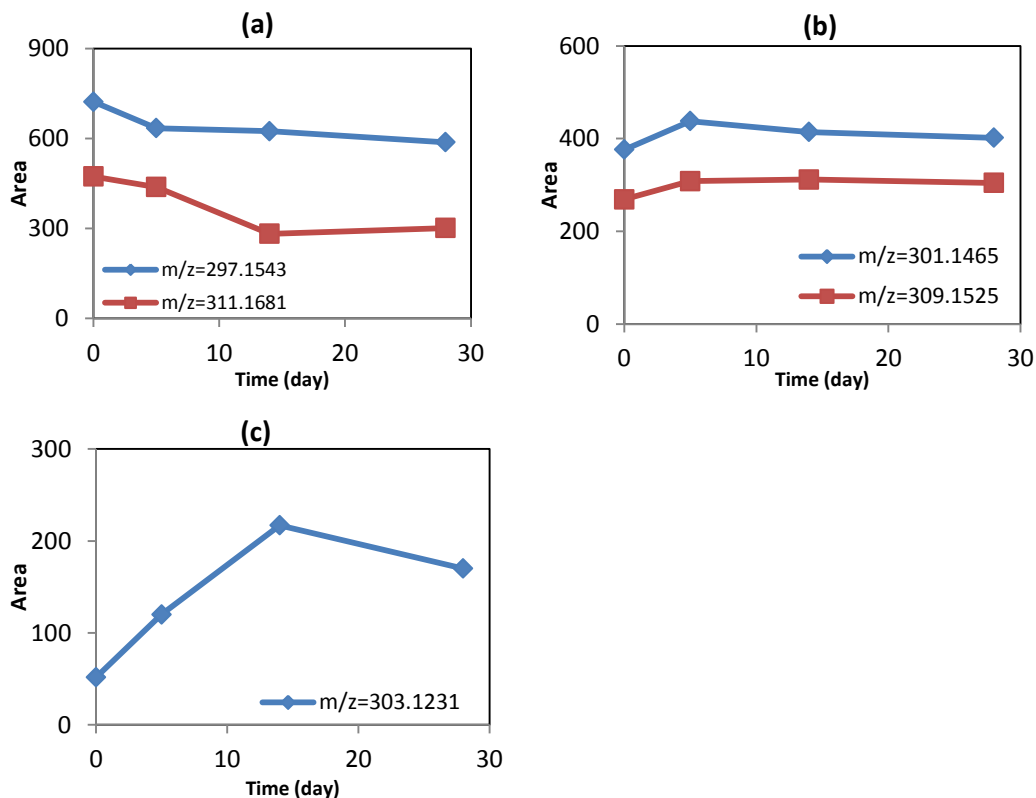 (a)
900
600
300
0
Area
m/z=297.1543
m/z=311.1681
0 10 20 30
Time (day)
(b)
600
400
200
0
Area
m/z=301.1465
m/z=309.1525
0 10 20 30
Time (day)
(c)
300
200
100
0
Area
m/z=303.1231
0 10 20 30
Time (day)